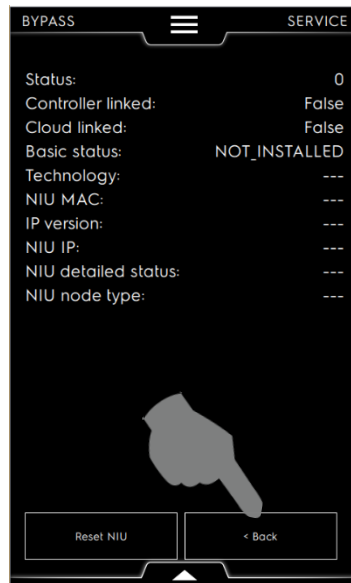 BYPASS SERVICE
Status: 0
Controller linked: False
Cloud linked: False
Basic status: NOT_INSTALLED
Technology: ---
NIU MAC: ---
IP version: ---
NIU IP: ---
NIU detailed status: ---
NIU node type: ---
Reset NIU < Back